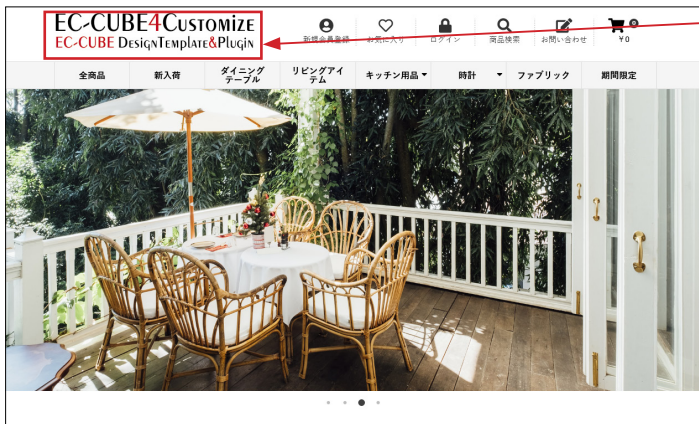 EC-CUBE4CUSTOMIZE
EC-CUBE DESIGNTEMPLATE&PLUGIN
新規会員登録
お気に入り
ログイン
商品検索
お問い合わせ
0
￥0
全商品
新入荷
ダイニング
テーブル
リビングアイ
テム
キッチン用品
時計
ファブリック
期間限定